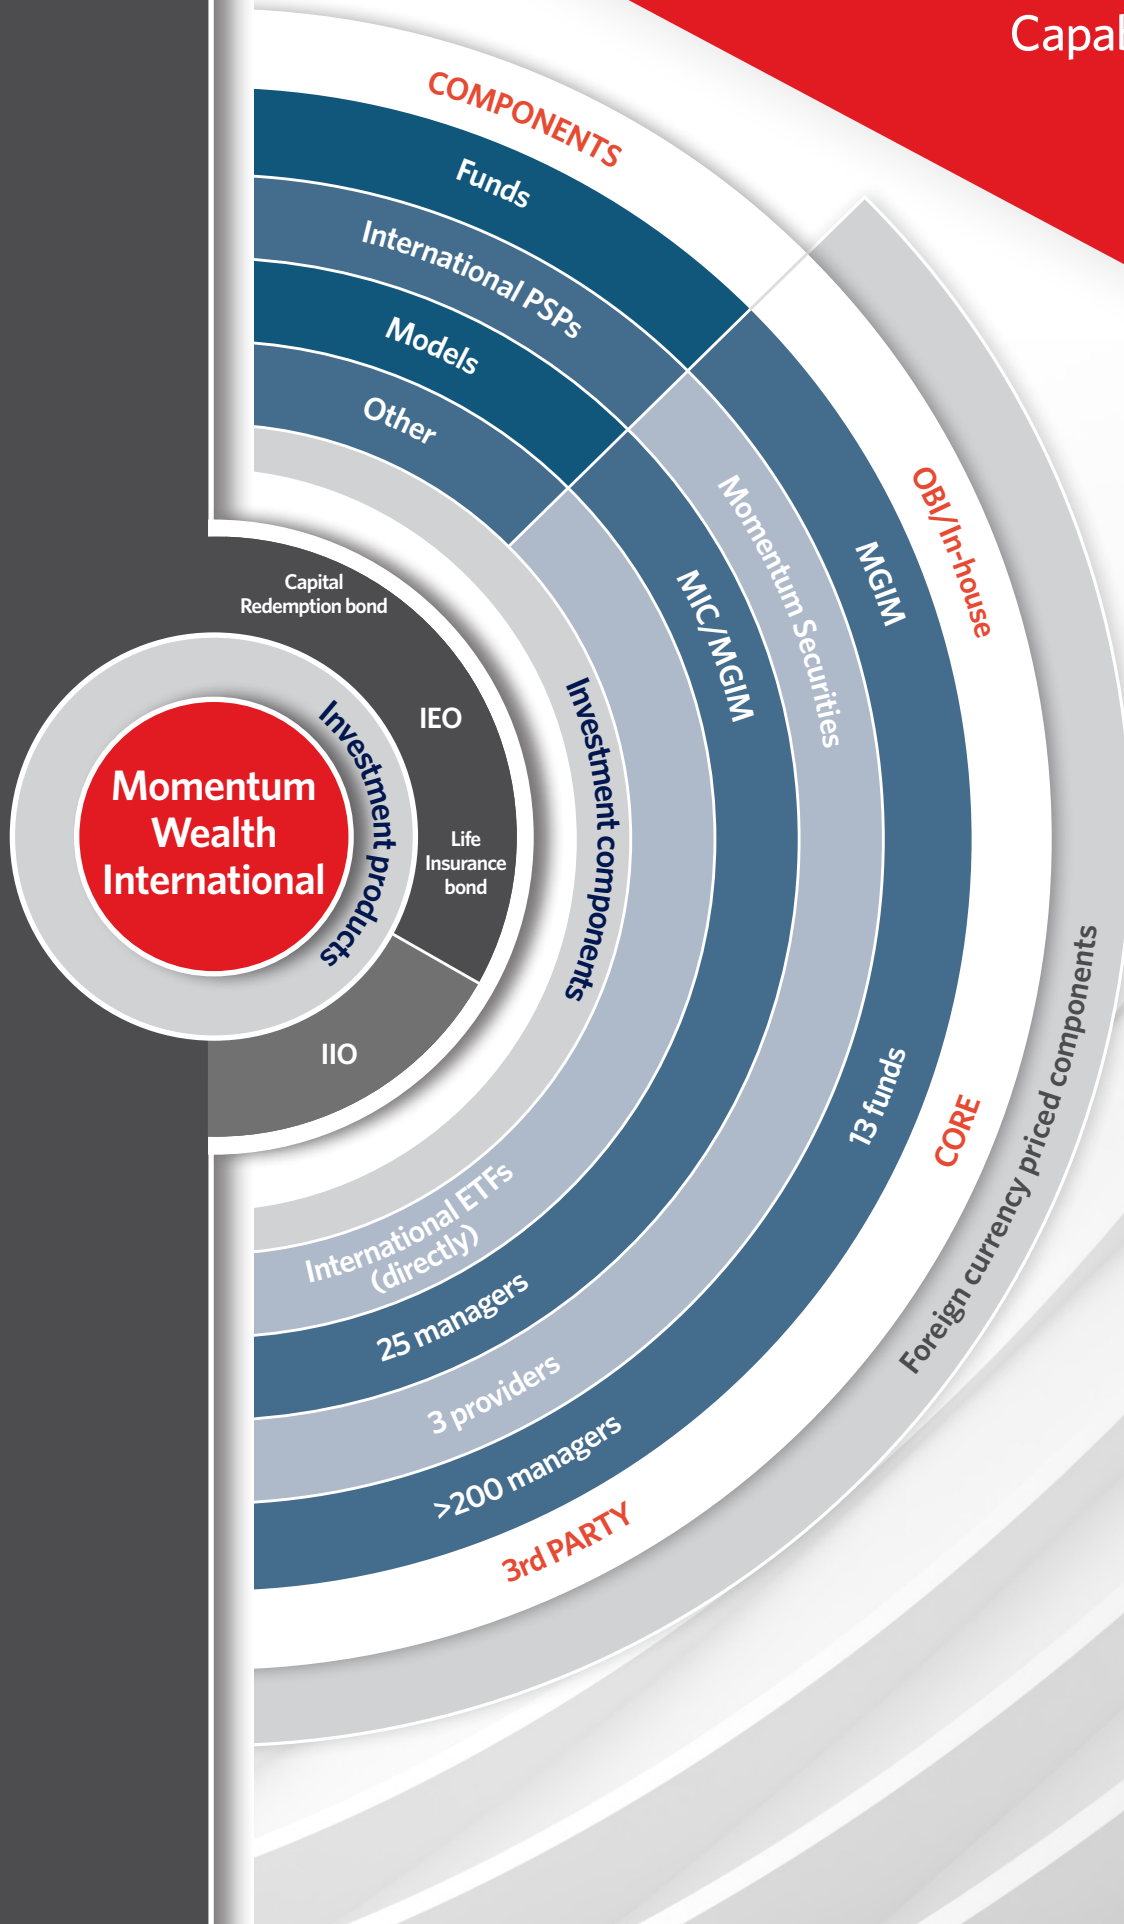 Capab
COMPONENTS
Funds
International PSPs
Models
Other
OBI/In-house
MGIM
Momentum Securities
MIC/MGIM
Investment components
Capital
Redemption bond
IEO
Life
Insurance
bond
IIO
Investment products
Momentum
Wealth
International
CORE
13 funds
Foreign currency priced components
International ETFs
(directly)
25 managers
3 providers
>200 managers
3rd PARTY